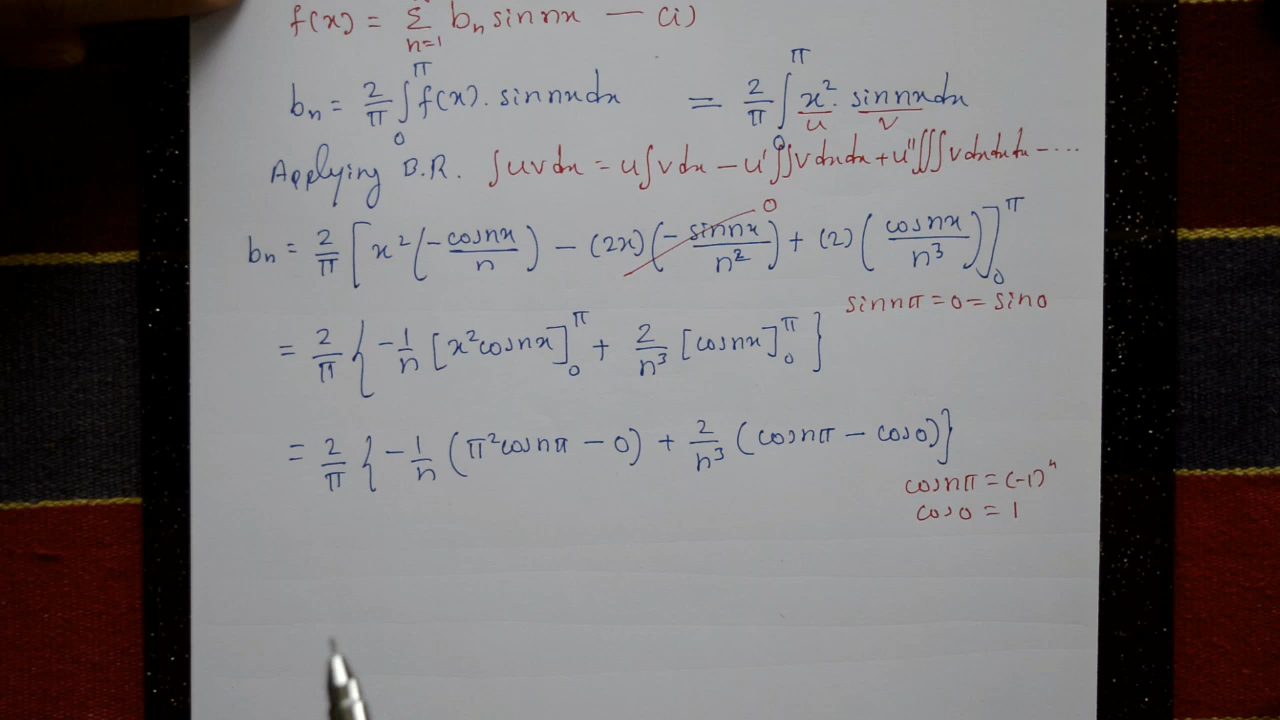 f(x) = Σ_{n=1} b_n sin nx — (i)
b_n = 2/π ∫_0^π f(x). sin nx dx = 2/π ∫_0^π x². sin nx dx
u v
Applying B.R. ∫uv dx = u∫v dx − u'∫∫v dx dx + u''∫∫∫v dx dx dx − ...
b_n = 2/π [ x² (−cos nx / n) − (2x) (−sin nx / n²) + (2) (cos nx / n³) ]_0^π
0
sin nπ = 0 = sin 0
= 2/π { −1/n [x² cos nx]_0^π + 2/n³ [cos nx]_0^π }
= 2/π { −1/n (π² cos nπ − 0) + 2/n³ (cos nπ − cos 0) }
cos nπ = (−1)^n
cos 0 = 1